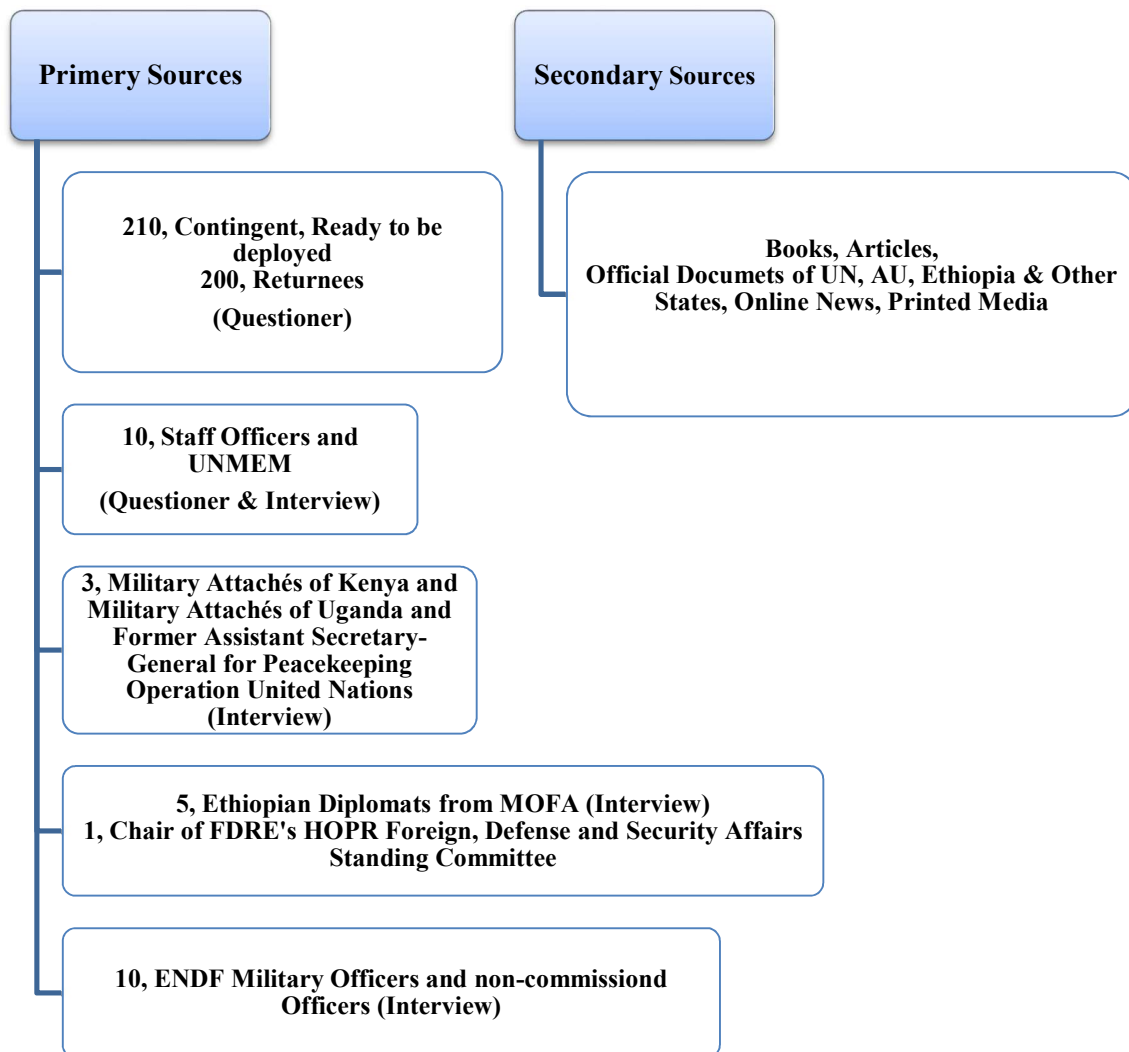 Primery Sources
210, Contingent, Ready to be
deployed
200, Returnees
(Questioner)
10, Staff Officers and
UNMEM
(Questioner & Interview)
3, Military Attachés of Kenya and
Military Attachés of Uganda and
Former Assistant Secretary-
General for Peacekeeping
Operation United Nations
(Interview)
5, Ethiopian Diplomats from MOFA (Interview)
1, Chair of FDRE's HOPR Foreign, Defense and Security Affairs
Standing Committee
10, ENDF Military Officers and non-commissiond
Officers (Interview)
Secondary Sources
Books, Articles,
Official Documets of UN, AU, Ethiopia & Other
States, Online News, Printed Media